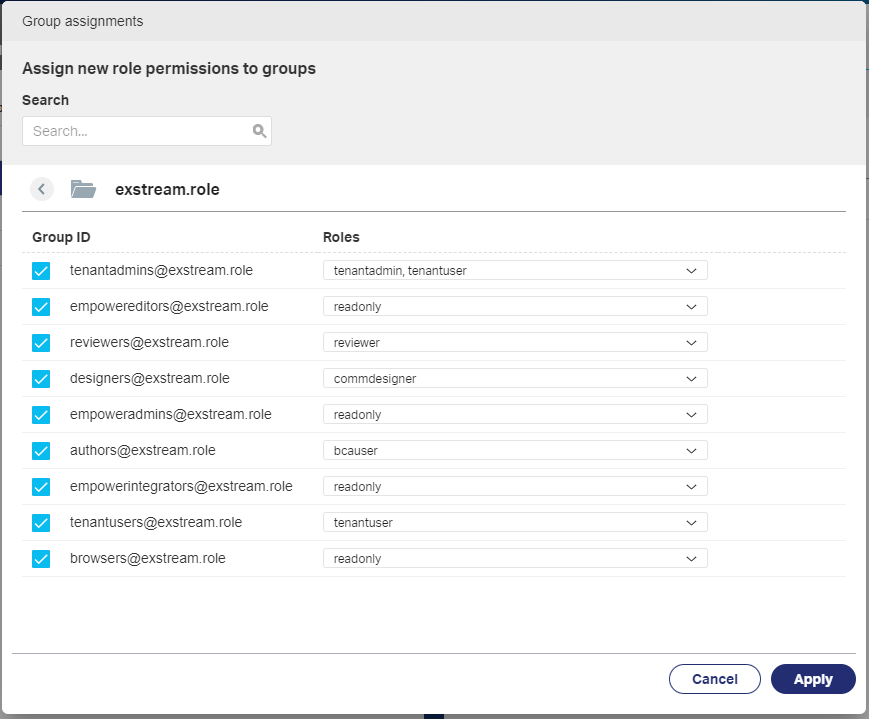 Group assignments
Assign new role permissions to groups
Search
Search...
exstream.role
Group ID Roles
tenantadmins@exstream.role tenantadmin, tenantuser
empowereditors@exstream.role readonly
reviewers@exstream.role reviewer
designers@exstream.role commdesigner
empoweradmins@exstream.role readonly
authors@exstream.role bcauser
empowerintegrators@exstream.role readonly
tenantusers@exstream.role tenantuser
browsers@exstream.role readonly
Cancel Apply